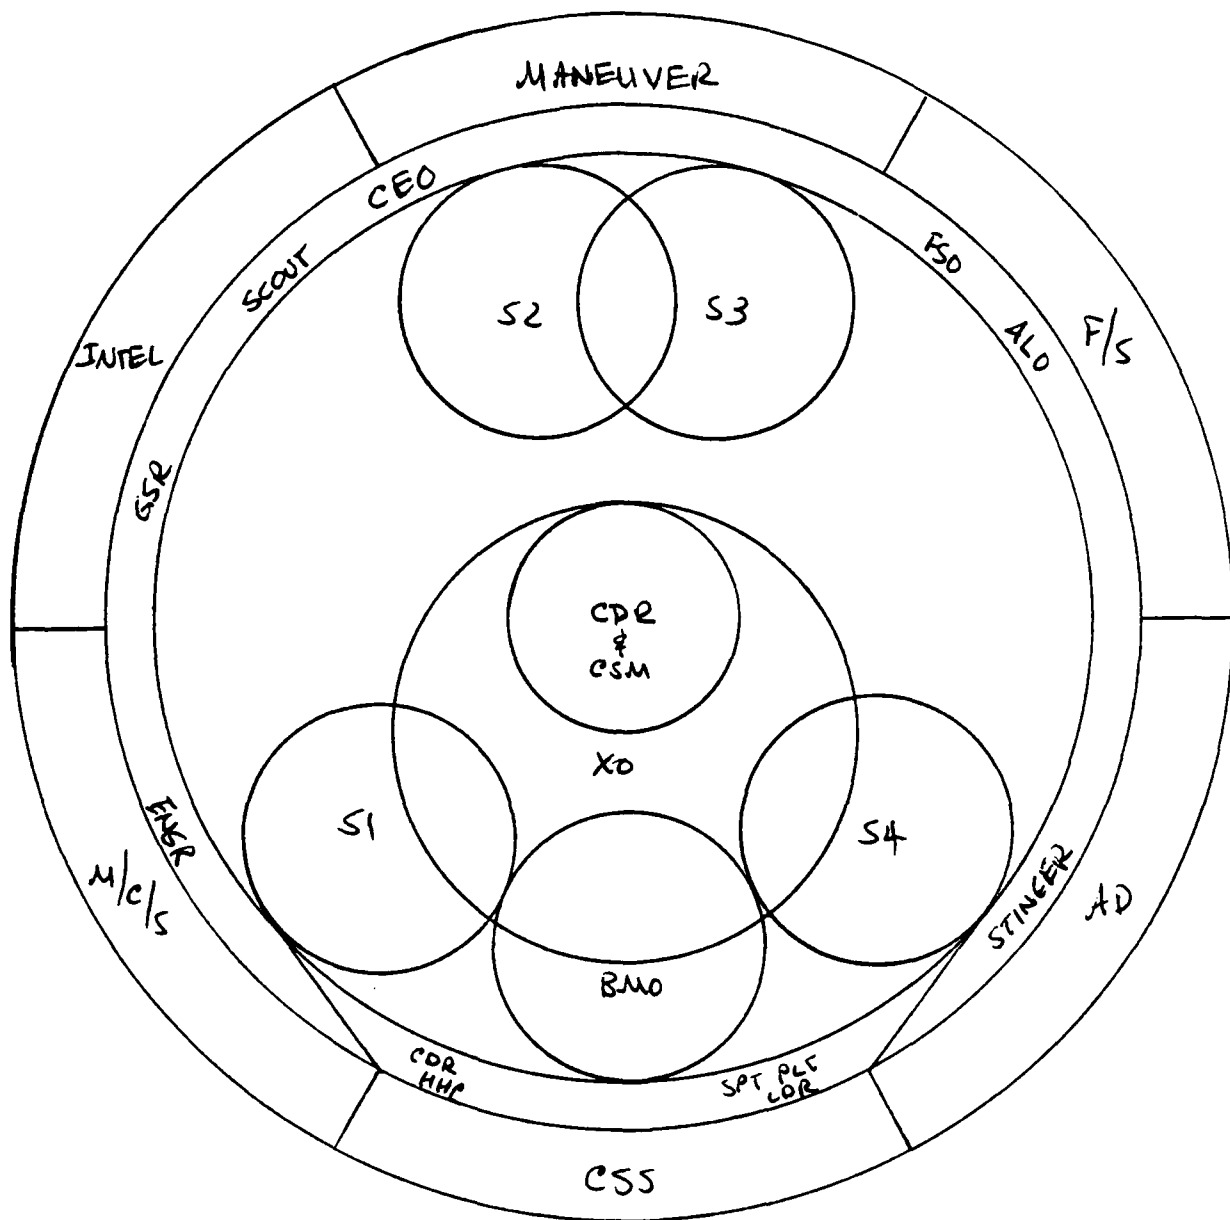 MANEUVER
CEO
SCOUT
FSO
S2
S3
ALO
F/S
INTEL
GSR
CDR
&
CSM
XO
S1
S4
ENGR
M/C/S
STINGER
AD
BMO
CDR
HHC
SPT PLT
LDR
CSS